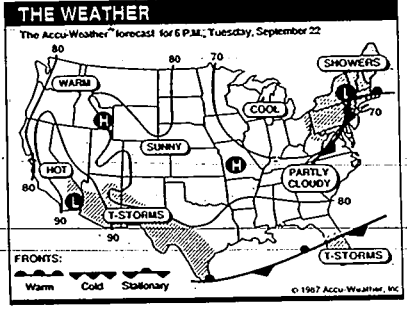 THE WEATHER
The Accu-Weather™ forecast for 6 P.M., Tuesday, September 22
80
80
70
SHOWERS
WARM
COOL
L
H
70
SUNNY
HOT
H
PARTLY
CLOUDY
80
L
80
90
T-STORMS
90
T-STORMS
FRONTS:
Warm Cold Stationary
© 1987 Accu-Weather, Inc